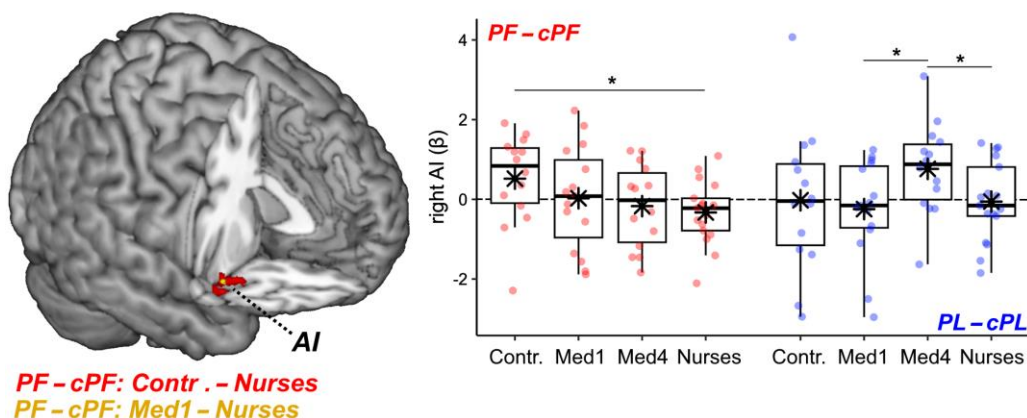 AI
PF – cPF: Contr . – Nurses
PF – cPF: Med1 – Nurses
right AI (β)
4
2
0
-2
PF – cPF
*
* *
PL – cPL
Contr. Med1 Med4 Nurses Contr. Med1 Med4 Nurses